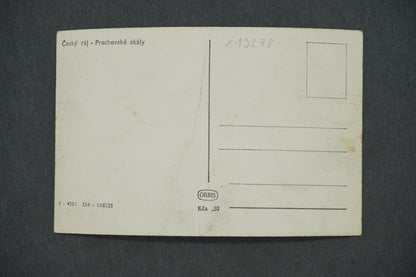 Český ráj - Prachovské skály
x13278
ORBIS
Kčs ,50